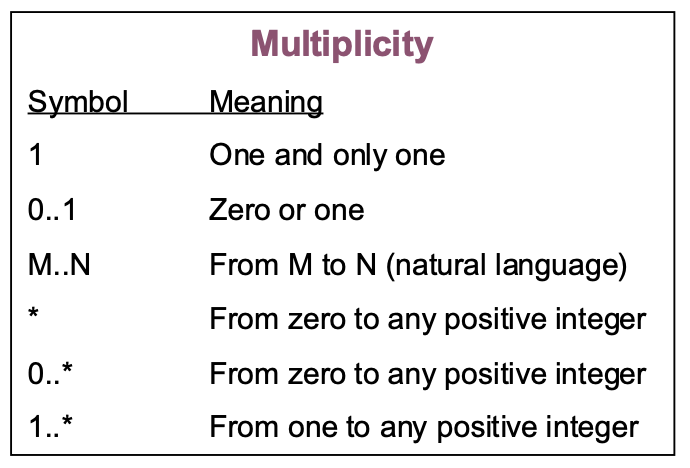 Multiplicity
Symbol Meaning
1 One and only one
0..1 Zero or one
M..N From M to N (natural language)
* From zero to any positive integer
0..* From zero to any positive integer
1..* From one to any positive integer